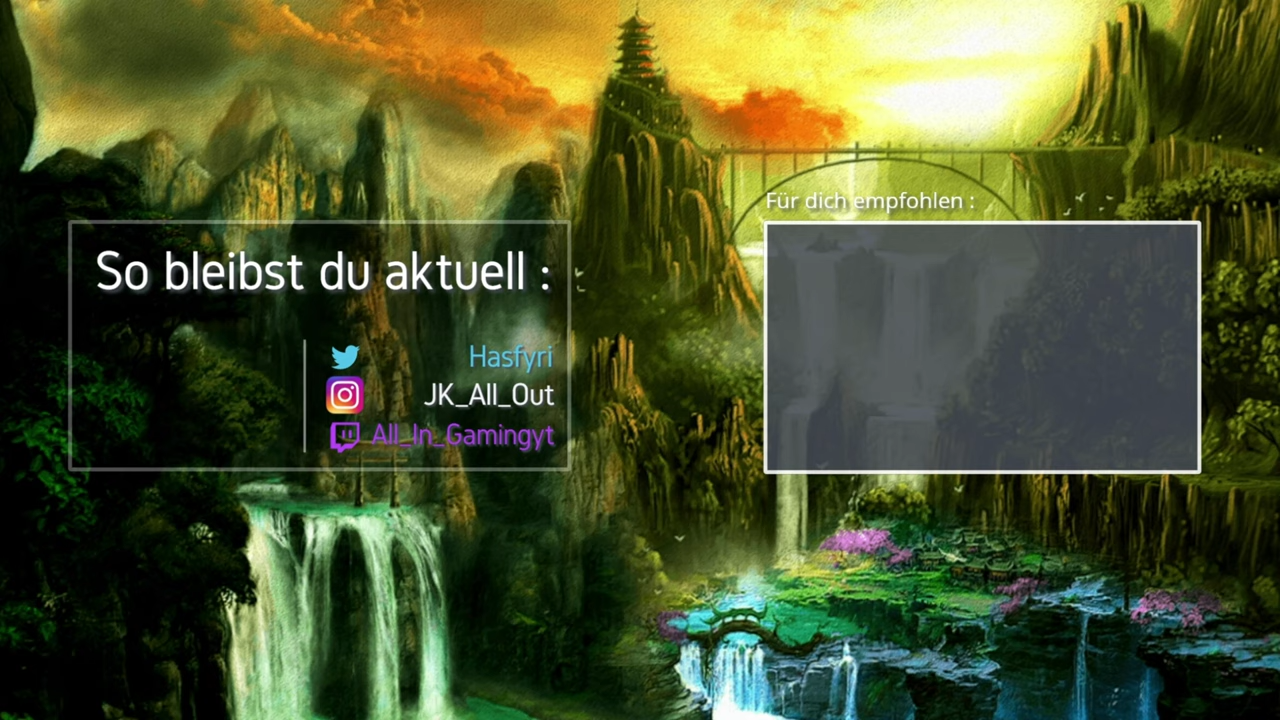 So bleibst du aktuell :
Hasfyri
JK_All_Out
All_In_Gamingyt
Für dich empfohlen :